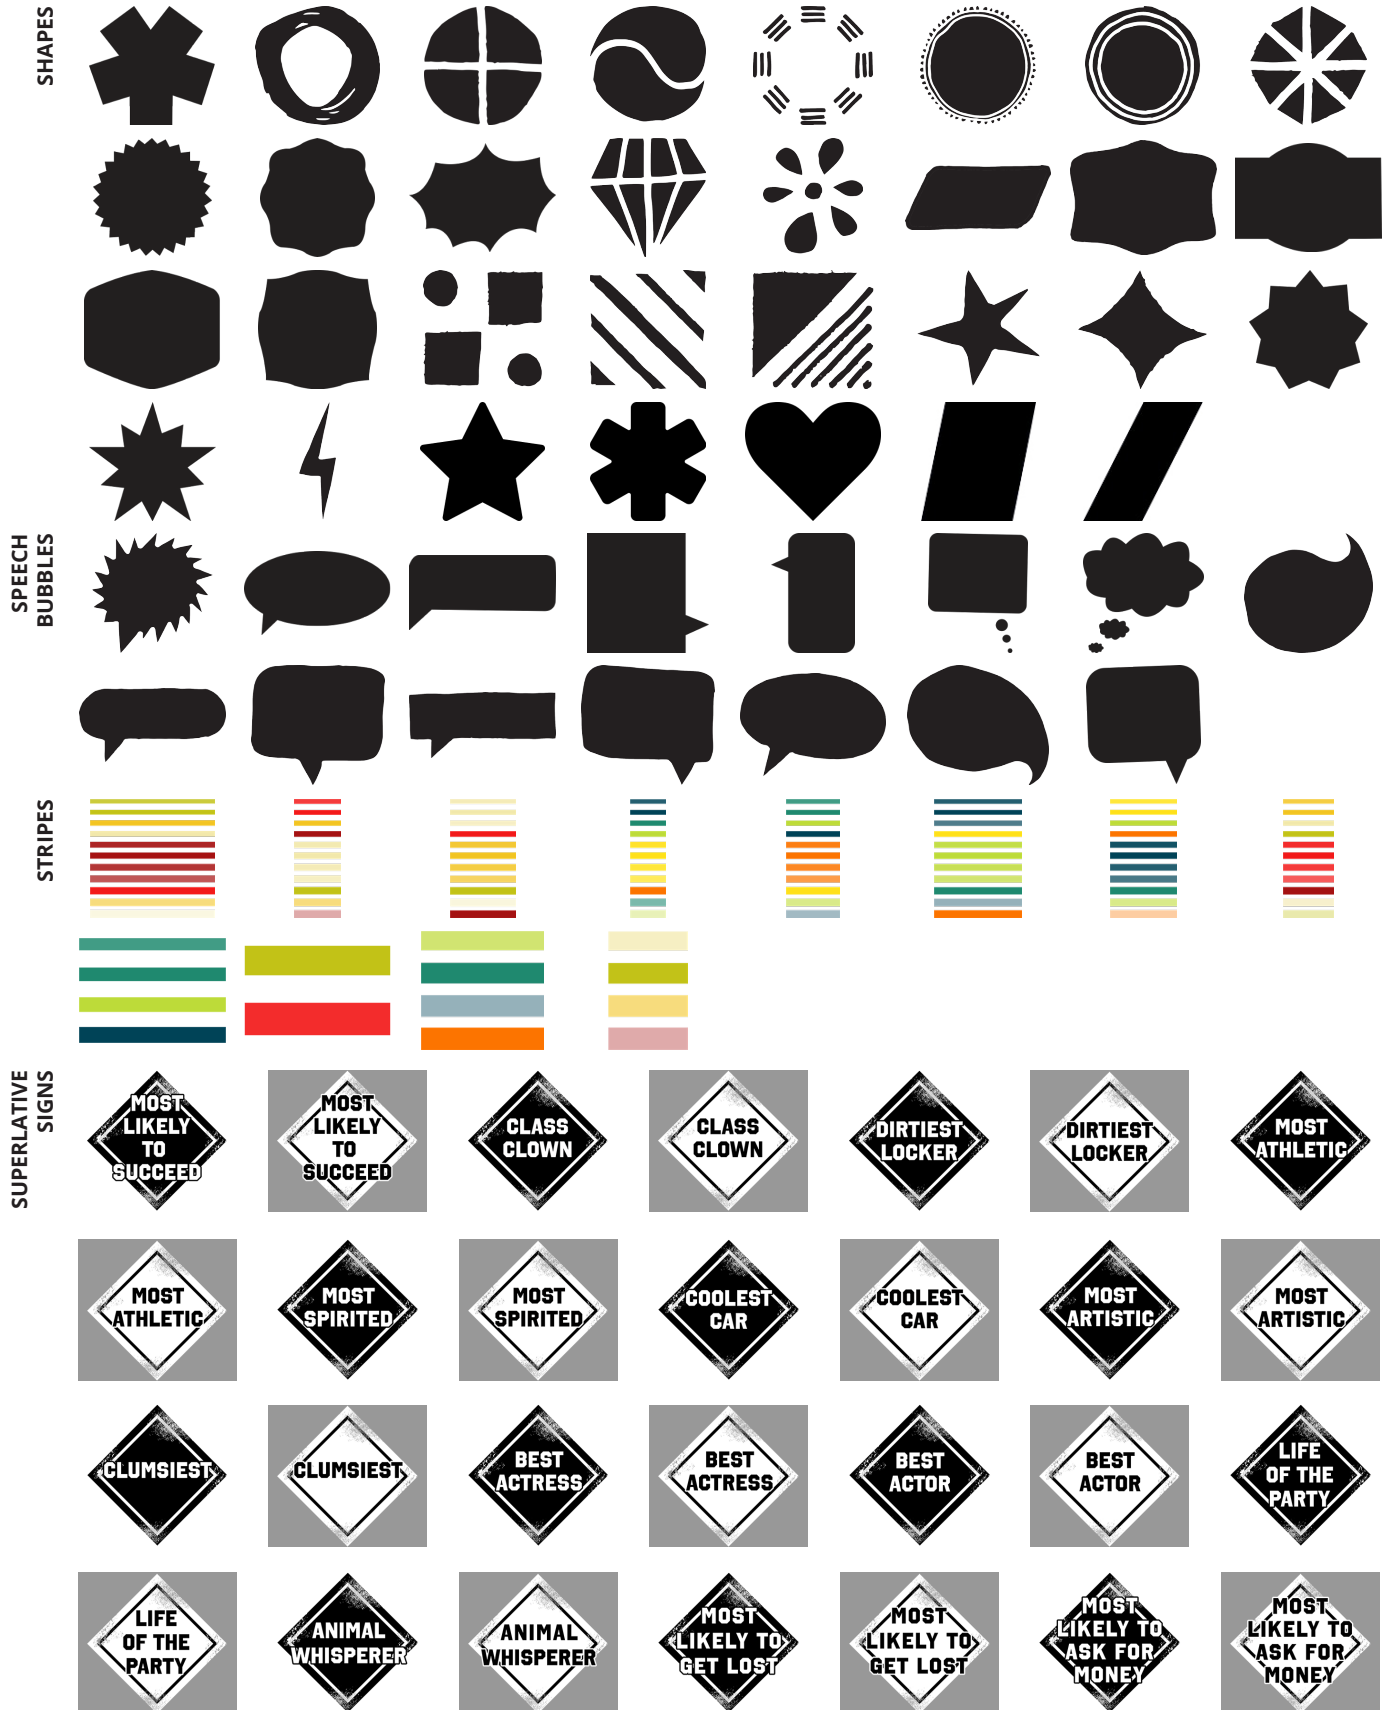 SHAPES
SPEECH
BUBBLES
STRIPES
SUPERLATIVE
SIGNS
MOST
LIKELY
TO
SUCCEED
MOST
LIKELY
TO
SUCCEED
CLASS
CLOWN
CLASS
CLOWN
DIRTIEST
LOCKER
DIRTIEST
LOCKER
MOST
ATHLETIC
MOST
ATHLETIC
MOST
SPIRITED
MOST
SPIRITED
COOLEST
CAR
COOLEST
CAR
MOST
ARTISTIC
MOST
ARTISTIC
CLUMSIEST
CLUMSIEST
BEST
ACTRESS
BEST
ACTRESS
BEST
ACTOR
BEST
ACTOR
LIFE
OF THE
PARTY
LIFE
OF THE
PARTY
ANIMAL
WHISPERER
ANIMAL
WHISPERER
MOST
LIKELY TO
GET LOST
MOST
LIKELY TO
GET LOST
MOST
LIKELY TO
ASK FOR
MONEY
MOST
LIKELY TO
ASK FOR
MONEY